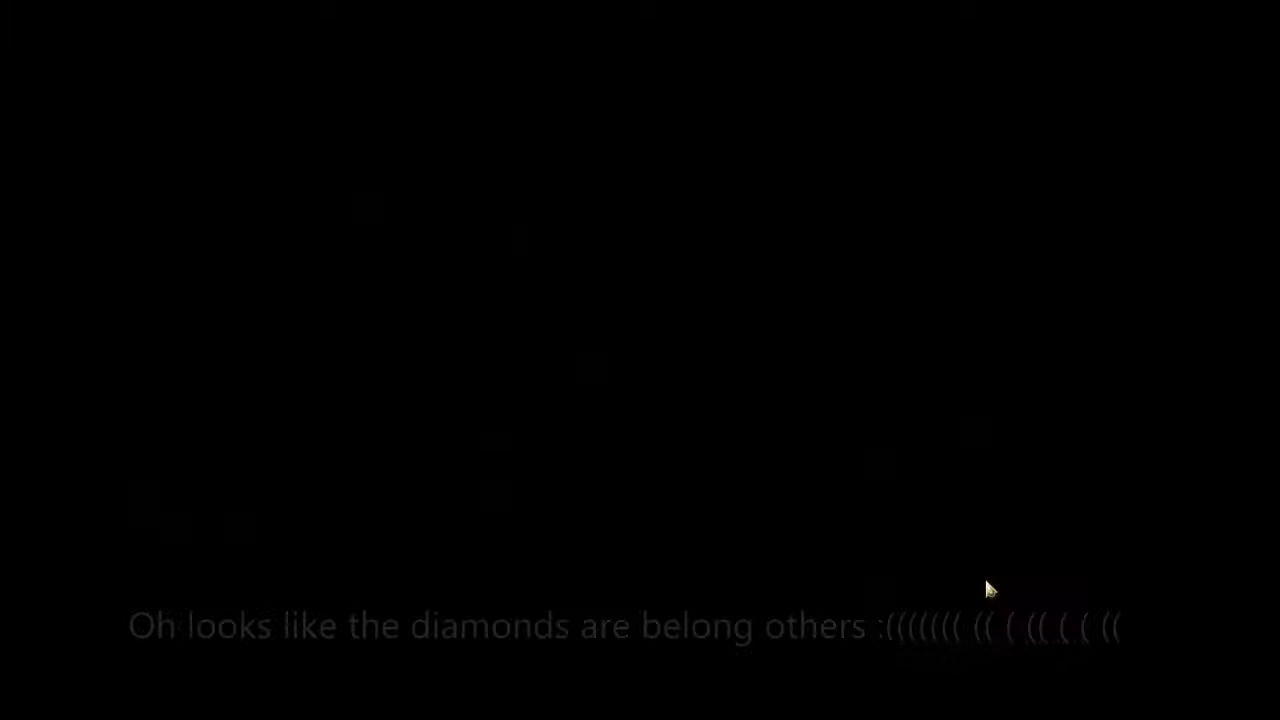 Oh looks like the diamonds are belong others :((((((( (( ( (( ( ( ((